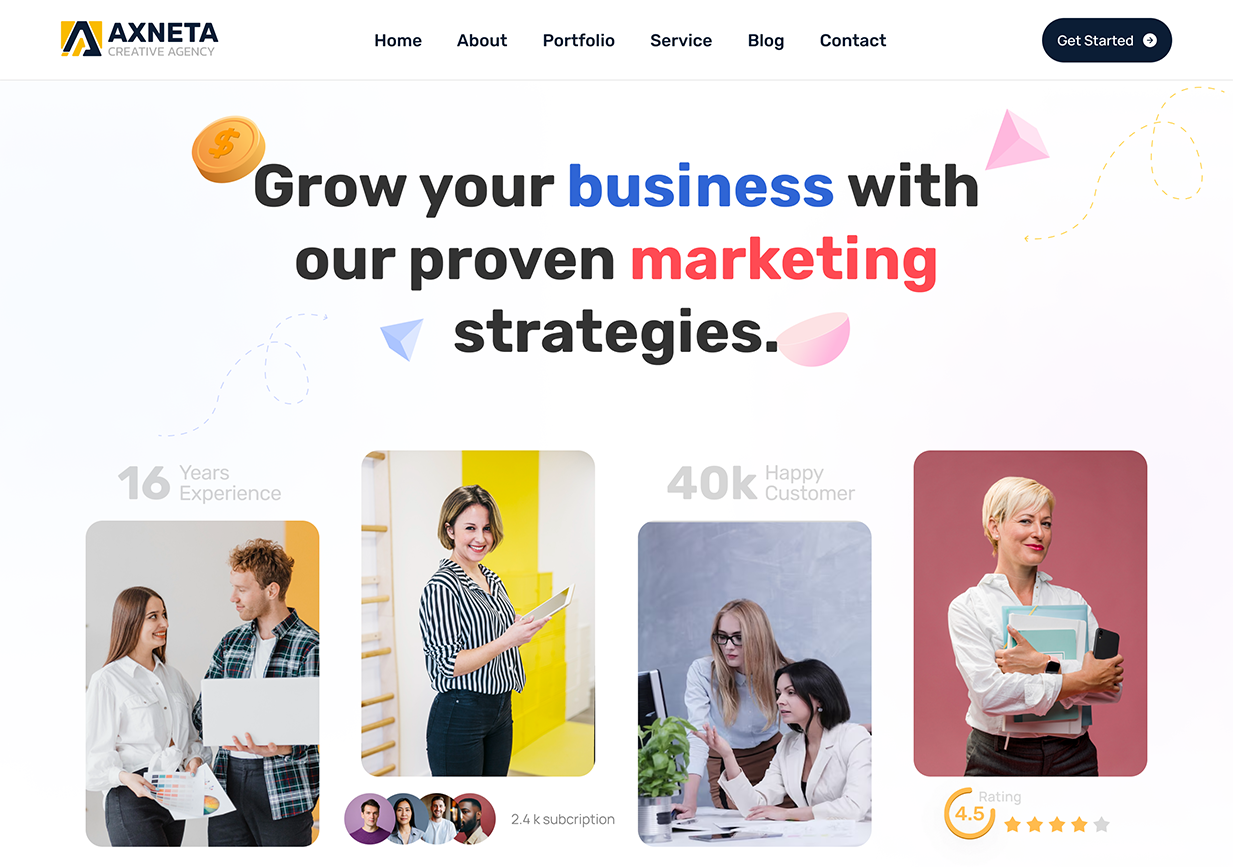 AXNETA
CREATIVE AGENCY
Home About Portfolio Service Blog Contact
Get Started
Grow your business with
our proven marketing
strategies.
16 Years
Experience
40k Happy
Customer
2.4 k subcription
Rating
4.5